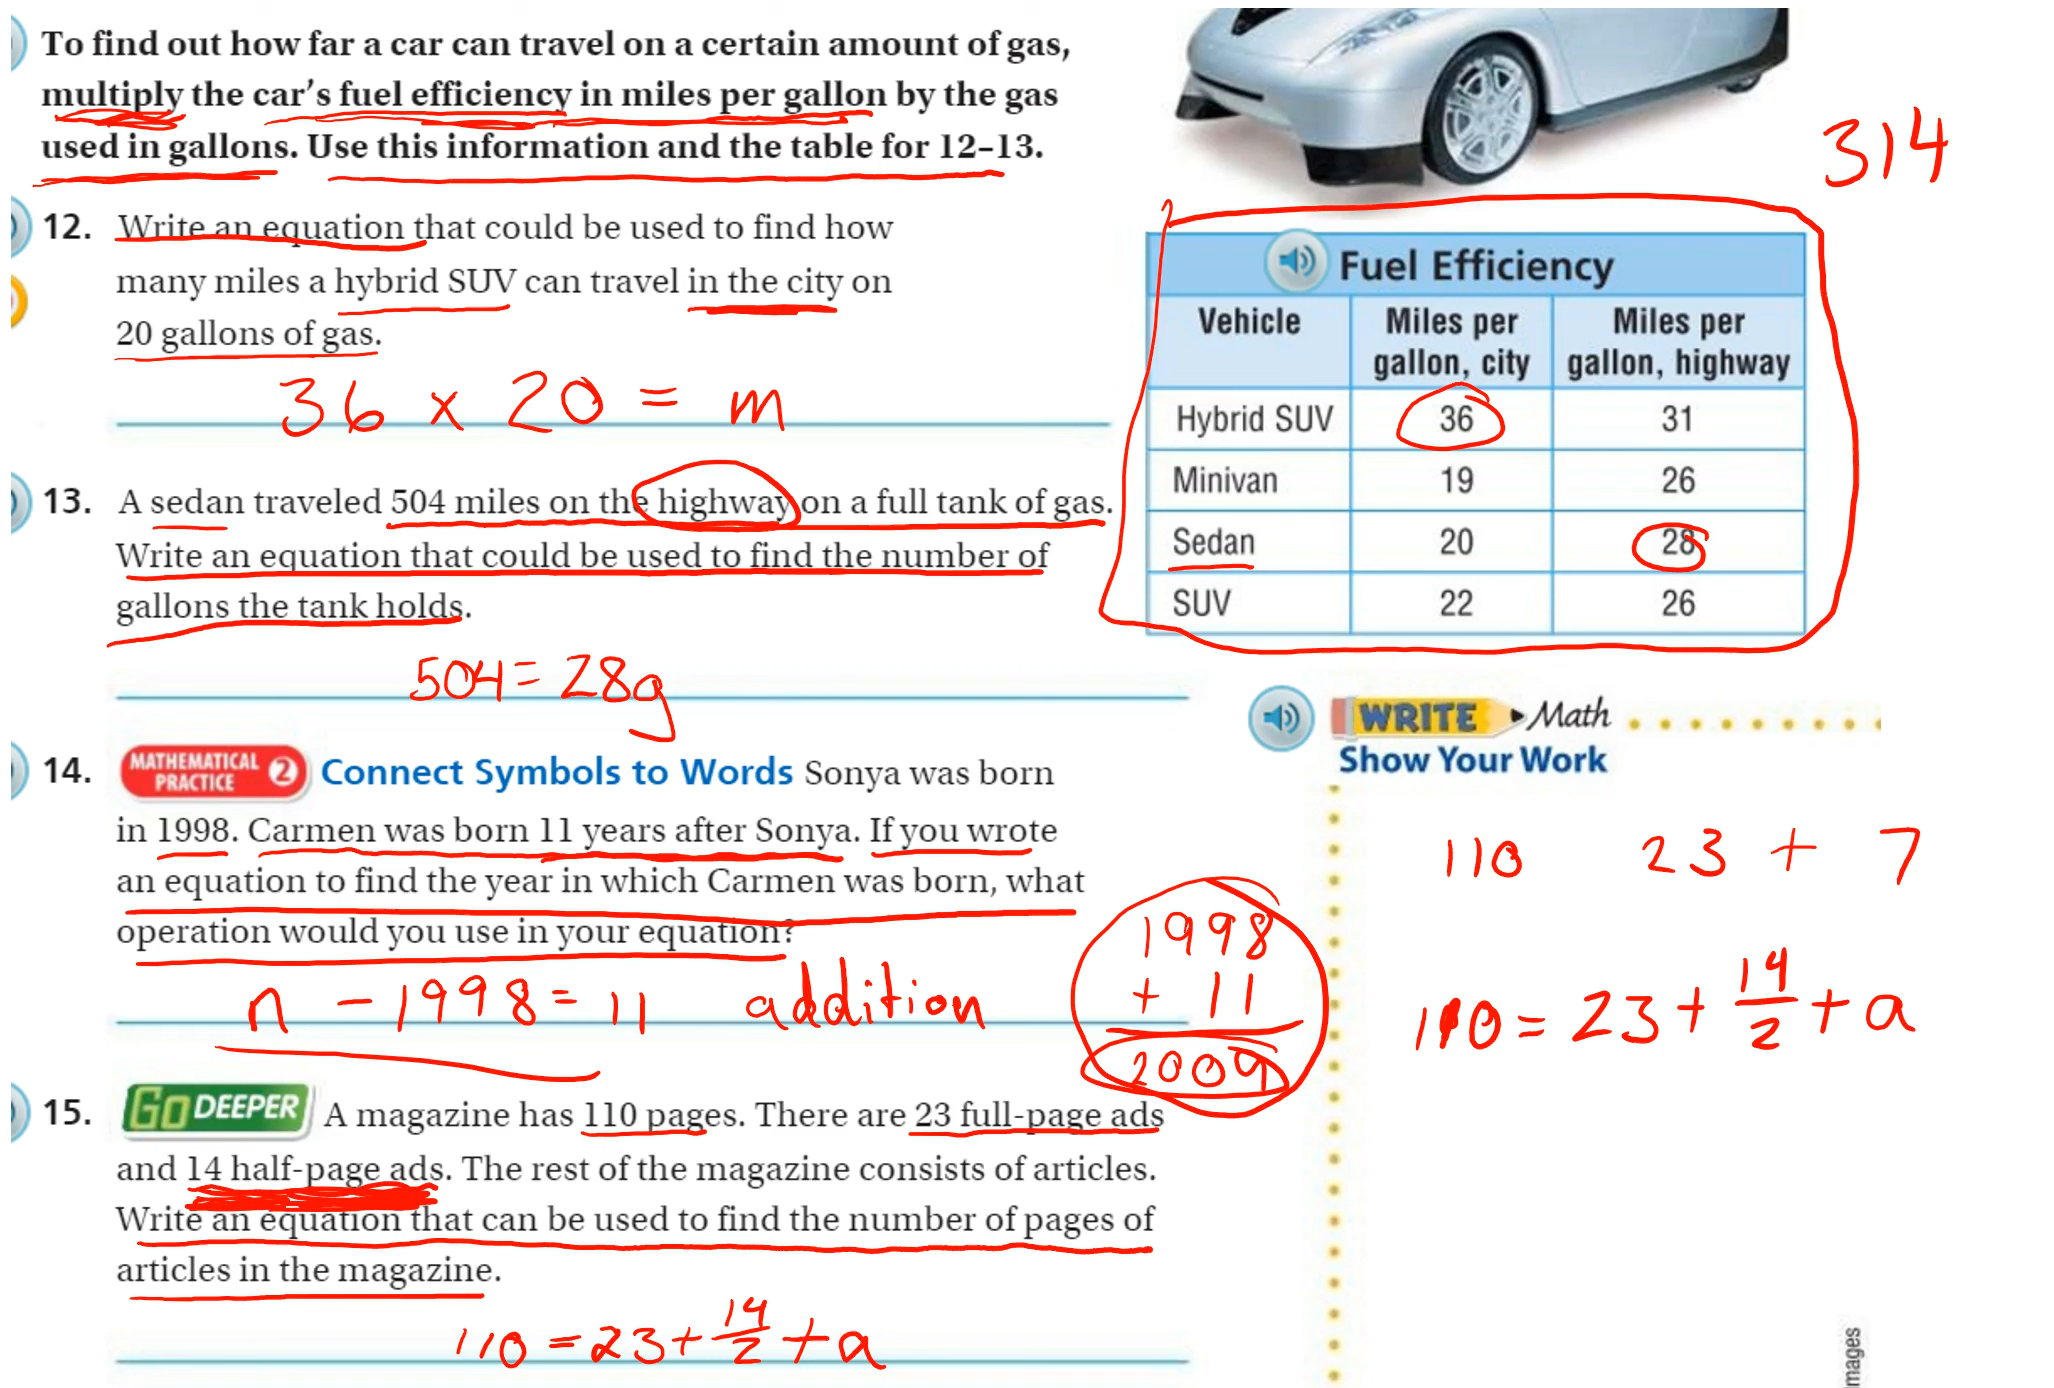 To find out how far a car can travel on a certain amount of gas,
multiply the car's fuel efficiency in miles per gallon by the gas
used in gallons. Use this information and the table for 12–13.
314
12. Write an equation that could be used to find how
many miles a hybrid SUV can travel in the city on
20 gallons of gas.
36 x 20 = m
Fuel Efficiency
Vehicle Miles per gallon, city Miles per gallon, highway
Hybrid SUV 36 31
Minivan 19 26
Sedan 20 28
SUV 22 26
13. A sedan traveled 504 miles on the highway on a full tank of gas.
Write an equation that could be used to find the number of
gallons the tank holds.
504 = 28g
14. MATHEMATICAL PRACTICE 2 Connect Symbols to Words Sonya was born
in 1998. Carmen was born 11 years after Sonya. If you wrote
an equation to find the year in which Carmen was born, what
operation would you use in your equation?
n - 1998 = 11 addition
1998
+ 11
2009
15. GO DEEPER A magazine has 110 pages. There are 23 full-page ads
and 14 half-page ads. The rest of the magazine consists of articles.
Write an equation that can be used to find the number of pages of
articles in the magazine.
110 = 23 + 14/2 + a
WRITE Math
Show Your Work
110 23 + 7
110 = 23 + 14/2 + a
mages